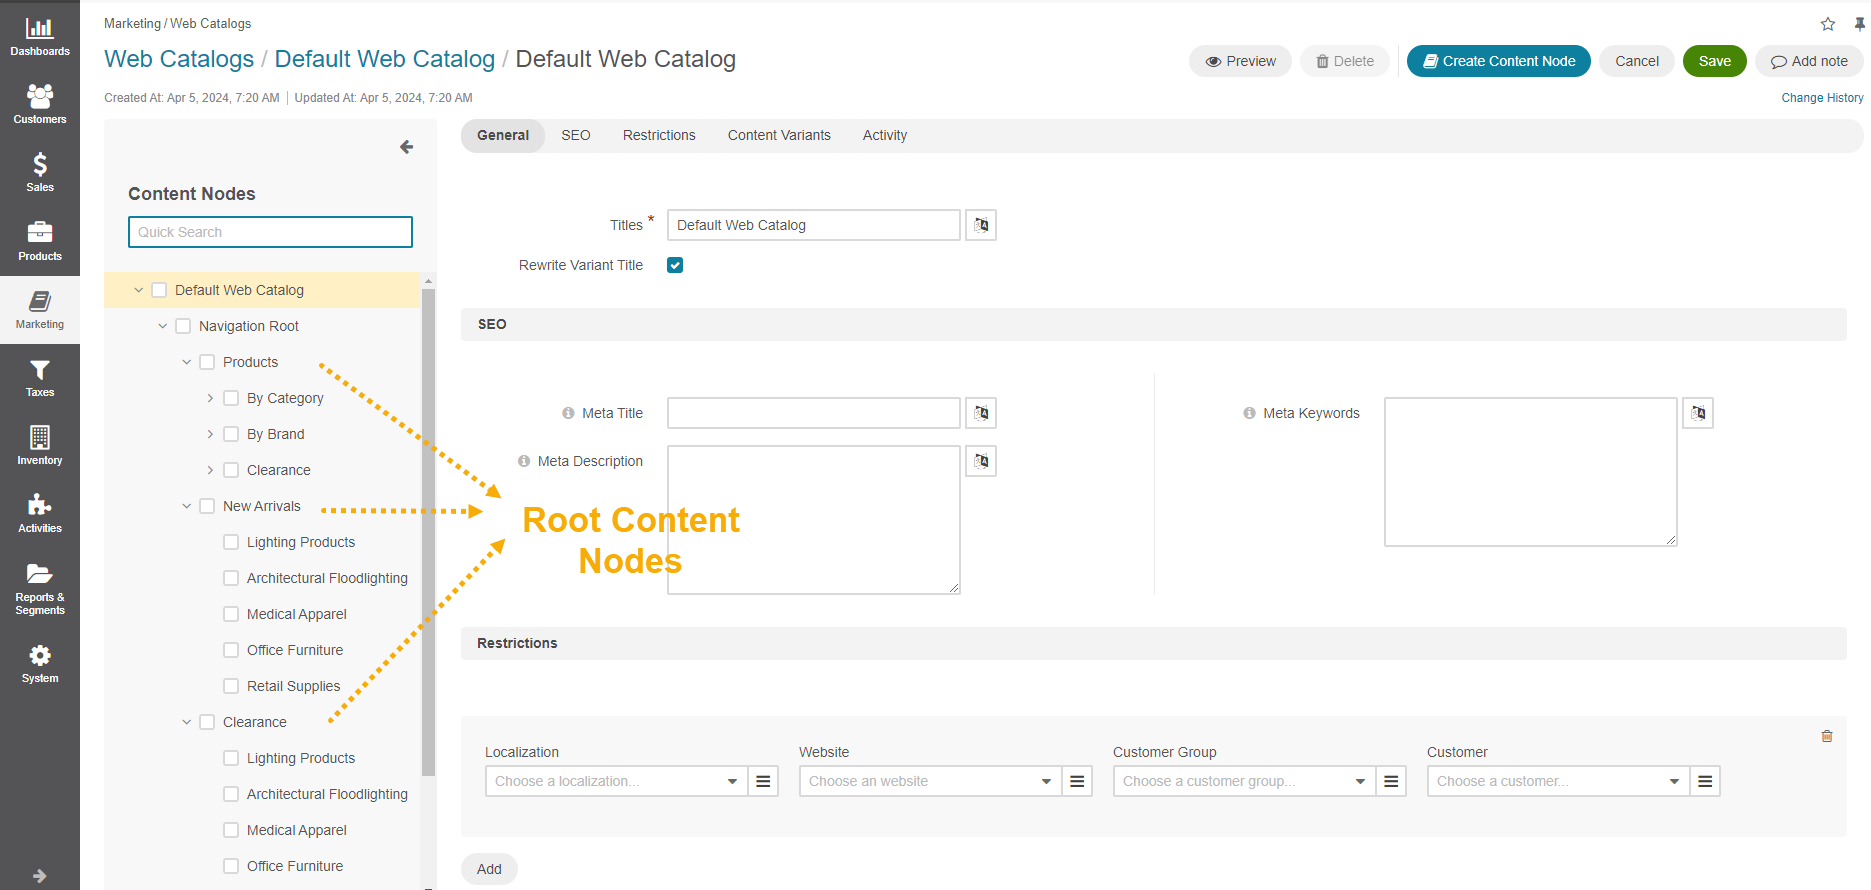 Dashboards
Customers
Sales
Products
Marketing
Taxes
Inventory
Activities
Reports &
Segments
System
Marketing / Web Catalogs
Web Catalogs / Default Web Catalog / Default Web Catalog
Preview
Delete
Create Content Node
Cancel
Save
Add note
Created At: Apr 5, 2024, 7:20 AM
Updated At: Apr 5, 2024, 7:20 AM
Change History
Content Nodes
Quick Search
Default Web Catalog
Navigation Root
Products
By Category
By Brand
Clearance
New Arrivals
Lighting Products
Architectural Floodlighting
Medical Apparel
Office Furniture
Retail Supplies
Clearance
Lighting Products
Architectural Floodlighting
Medical Apparel
Office Furniture
General
SEO
Restrictions
Content Variants
Activity
Titles *
Default Web Catalog
Rewrite Variant Title
SEO
Meta Title
Meta Keywords
Meta Description
Root Content
Nodes
Restrictions
Localization
Website
Customer Group
Customer
Choose a localization...
Choose an website
Choose a customer group...
Choose a customer...
Add